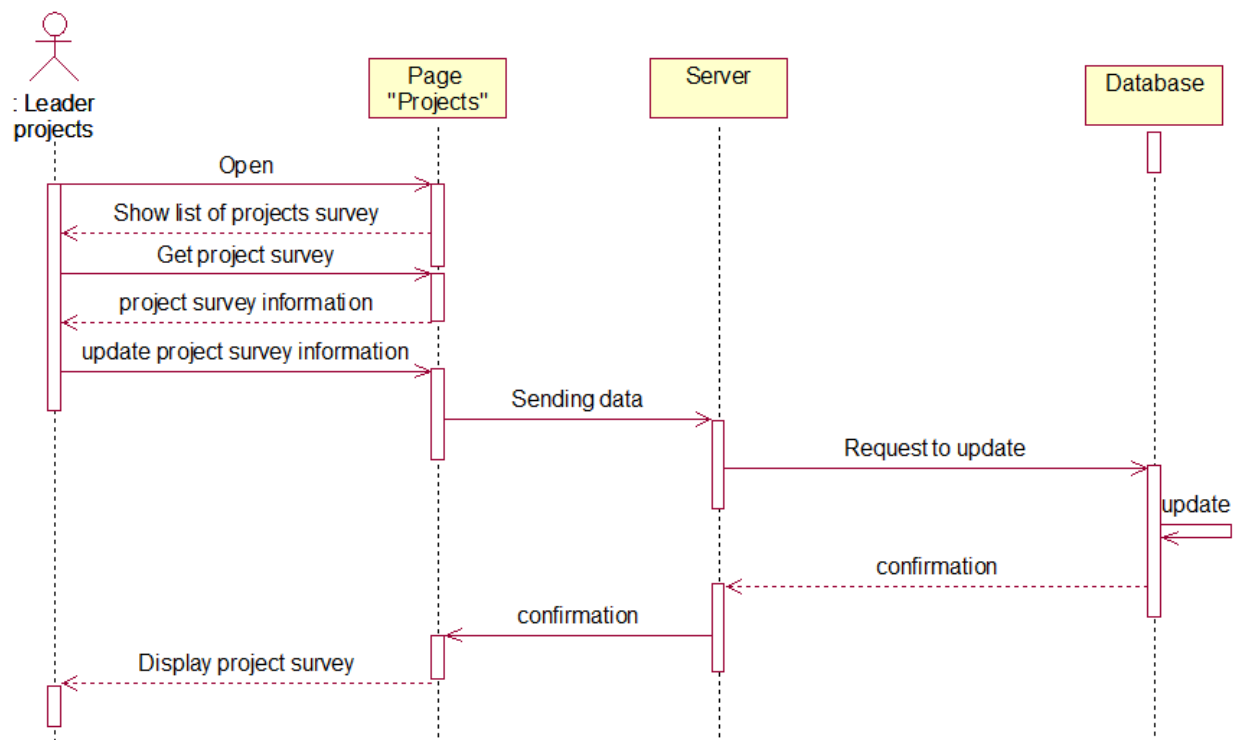 : Leader
projects
Page
"Projects"
Server
Database
Open
Show list of projects survey
Get project survey
project survey information
update project survey information
Sending data
Request to update
update
confirmation
confirmation
Display project survey